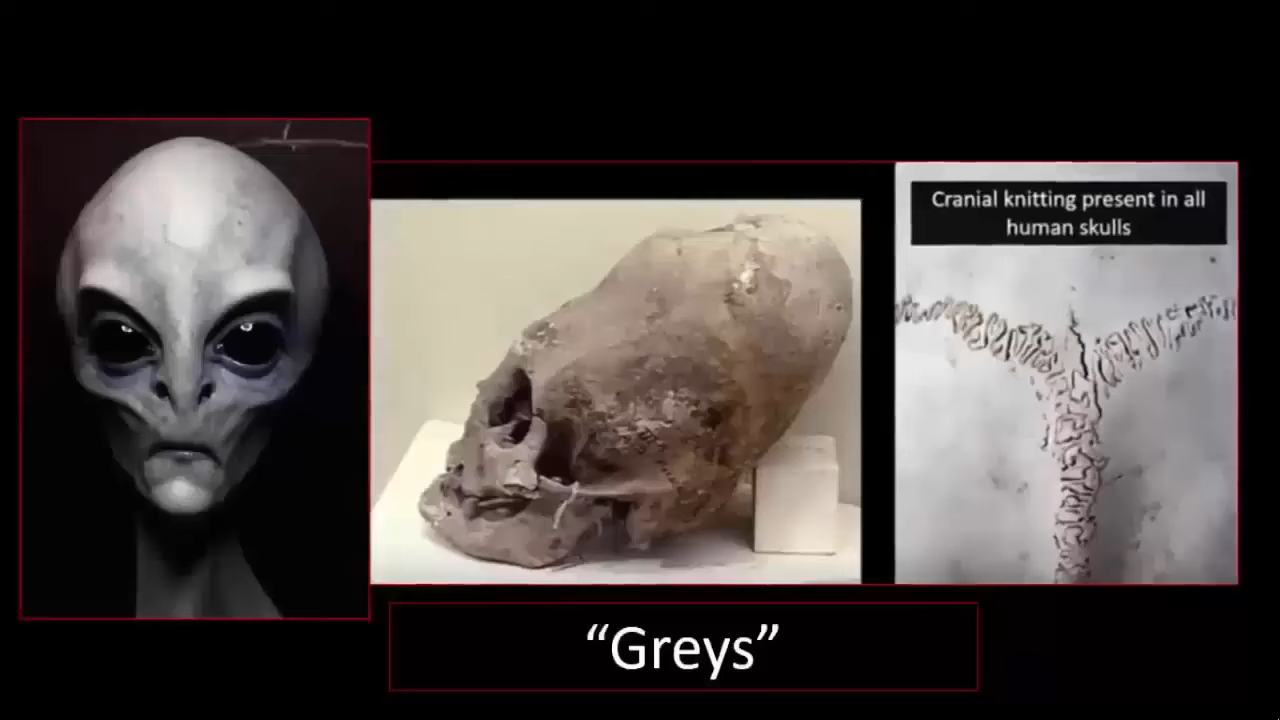 Cranial knitting present in all
human skulls
“Greys”